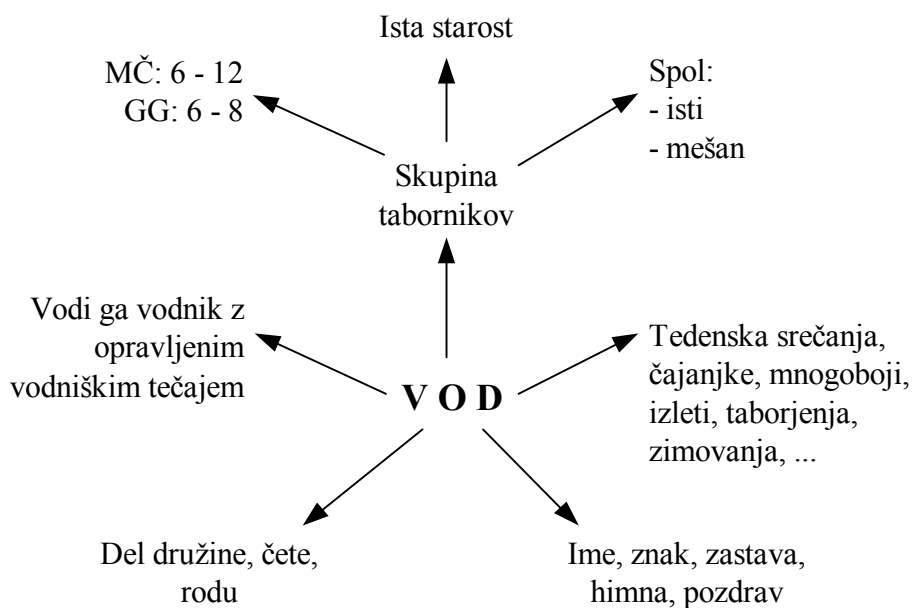 Ista starost
MČ: 6 - 12
GG: 6 - 8
Spol:
- isti
- mešan
Skupina
tabornikov
Vodi ga vodnik z
opravljenim
vodniškim tečajem
V O D
Tedenska srečanja,
čajanjke, mnogoboji,
izleti, taborjenja,
zimovanja, ...
Del družine, čete,
rodu
Ime, znak, zastava,
himna, pozdrav